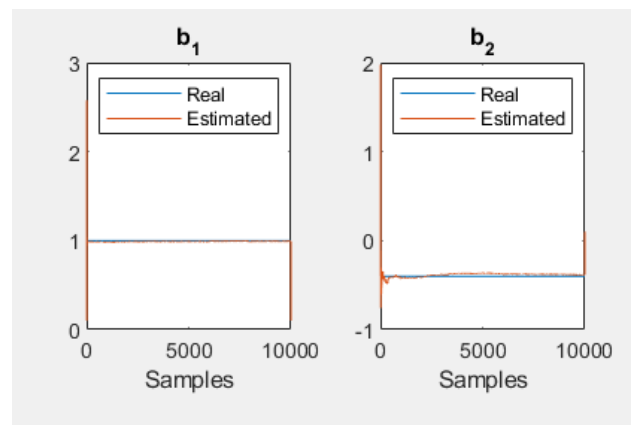 b1
3
2
1
0
Real
Estimated
0 5000 10000
Samples
b2
2
1
0
-1
Real
Estimated
0 5000 10000
Samples